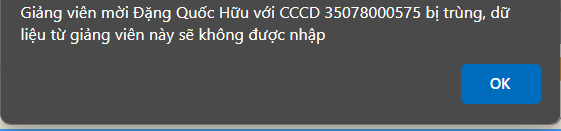 Giảng viên mời Đặng Quốc Hữu với CCCD 35078000575 bị trùng, dữ
liệu từ giảng viên này sẽ không được nhập
OK